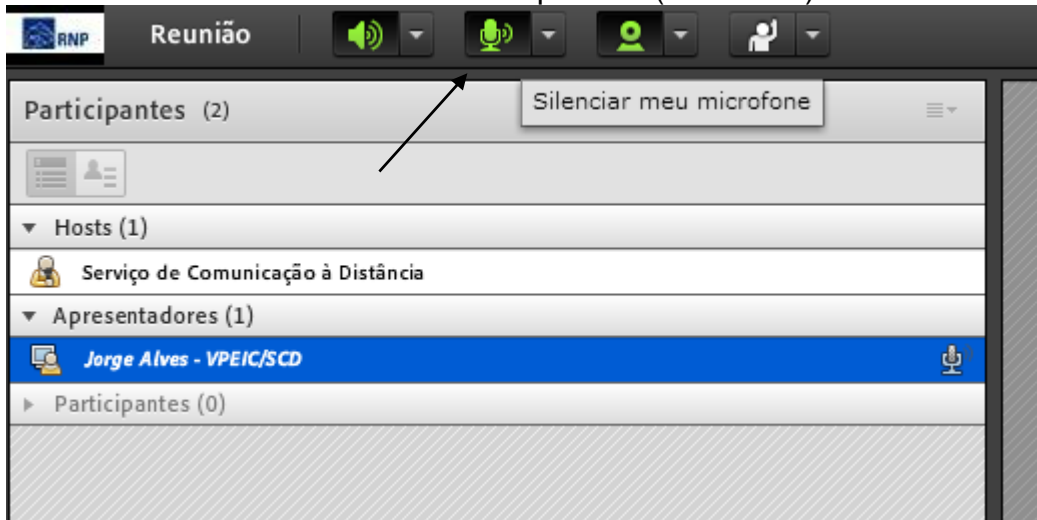 RNP Reunião
Silenciar meu microfone
Participantes (2)
Hosts (1)
Serviço de Comunicação à Distância
Apresentadores (1)
Jorge Alves - VPEIC/SCD
Participantes (0)